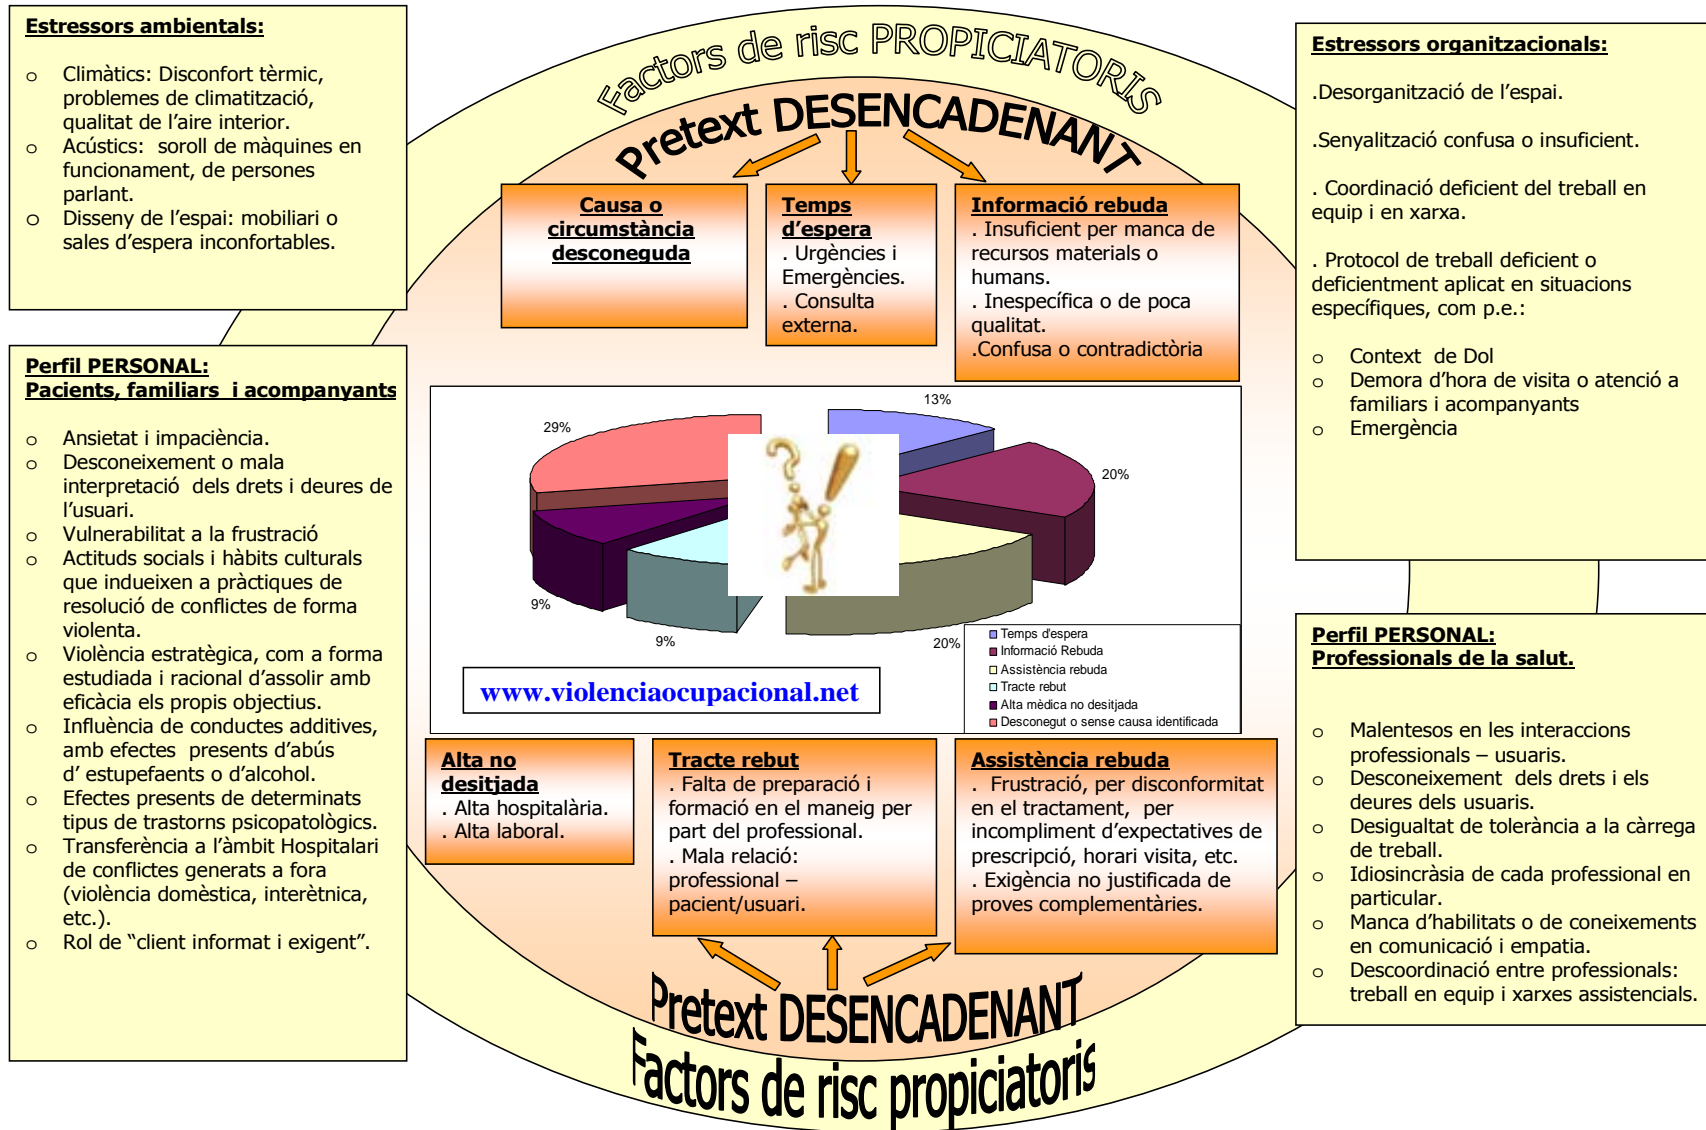 Factors de risc PROPICIATORIS
Pretext DESENCADENANT
Estressors ambientals:
o Climàtics: Disconfort tèrmic,
problemes de climatització,
qualitat de l'aire interior.
o Acústics: soroll de màquines en
funcionament, de persones
parlant.
o Disseny de l'espai: mobiliari o
sales d'espera inconfortables.
Perfil PERSONAL:
Pacients, familiars i acompanyants
o Ansietat i impaciència.
o Desconeixement o mala
interpretació dels drets i deures de
l'usuari.
o Vulnerabilitat a la frustració
o Actituds socials i hàbits culturals
que indueixen a pràctiques de
resolució de conflictes de forma
violenta.
o Violència estratègica, com a forma
estudiada i racional d'assolir amb
eficàcia els propis objectius.
o Influència de conductes additives,
amb efectes presents d'abús
d' estupefaents o d'alcohol.
o Efectes presents de determinats
tipus de trastorns psicopatològics.
o Transferència a l'àmbit Hospitalari
de conflictes generats a fora
(violència domèstica, interètnica,
etc.).
o Rol de "client informat i exigent".
Causa o
circumstància
desconeguda
Temps
d'espera
. Urgències i
Emergències.
. Consulta
externa.
Informació rebuda
. Insuficient per manca de
recursos materials o
humans.
. Inespecífica o de poca
qualitat.
.Confusa o contradictòria
13%
20%
20%
9%
9%
29%
Temps d'espera
Informació Rebuda
Assistència rebuda
Tracte rebut
Alta mèdica no desitjada
Desconegut o sense causa identificada
www.violenciaocupacional.net
Alta no
desitjada
. Alta hospitalària.
. Alta laboral.
Tracte rebut
. Falta de preparació i
formació en el maneig per
part del professional.
. Mala relació:
professional –
pacient/usuari.
Assistència rebuda
. Frustració, per disconformitat
en el tractament, per
incompliment d'expectatives de
prescripció, horari visita, etc.
. Exigència no justificada de
proves complementàries.
Estressors organitzacionals:
.Desorganització de l'espai.
.Senyalització confusa o insuficient.
. Coordinació deficient del treball en
equip i en xarxa.
. Protocol de treball deficient o
deficientment aplicat en situacions
específiques, com p.e.:
o Context de Dol
o Demora d'hora de visita o atenció a
familiars i acompanyants
o Emergència
Perfil PERSONAL:
Professionals de la salut.
o Malentesos en les interaccions
professionals – usuaris.
o Desconeixement dels drets i els
deures dels usuaris.
o Desigualtat de tolerància a la càrrega
de treball.
o Idiosincràsia de cada professional en
particular.
o Manca d'habilitats o de coneixements
en comunicació i empatia.
o Descoordinació entre professionals:
treball en equip i xarxes assistencials.
Pretext DESENCADENANT
Factors de risc propiciatoris